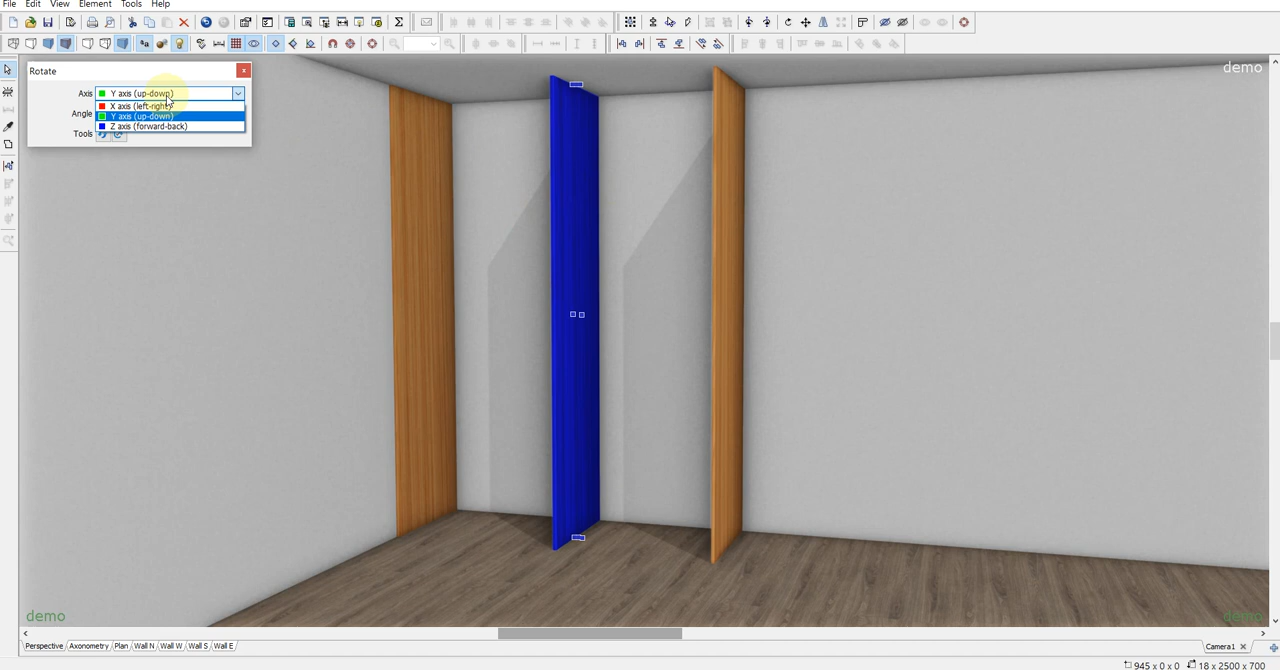 File Edit View Element Tools Help
Rotate
Axis Y axis (up-down)
X axis (left-right)
Angle Y axis (up-down)
Z axis (forward-back)
Tools
demo
demo
demo
Perspective Axonometry Plan Wall N Wall W Wall S Wall E
Camera1
945 x 0 x 0 18 x 2500 x 700